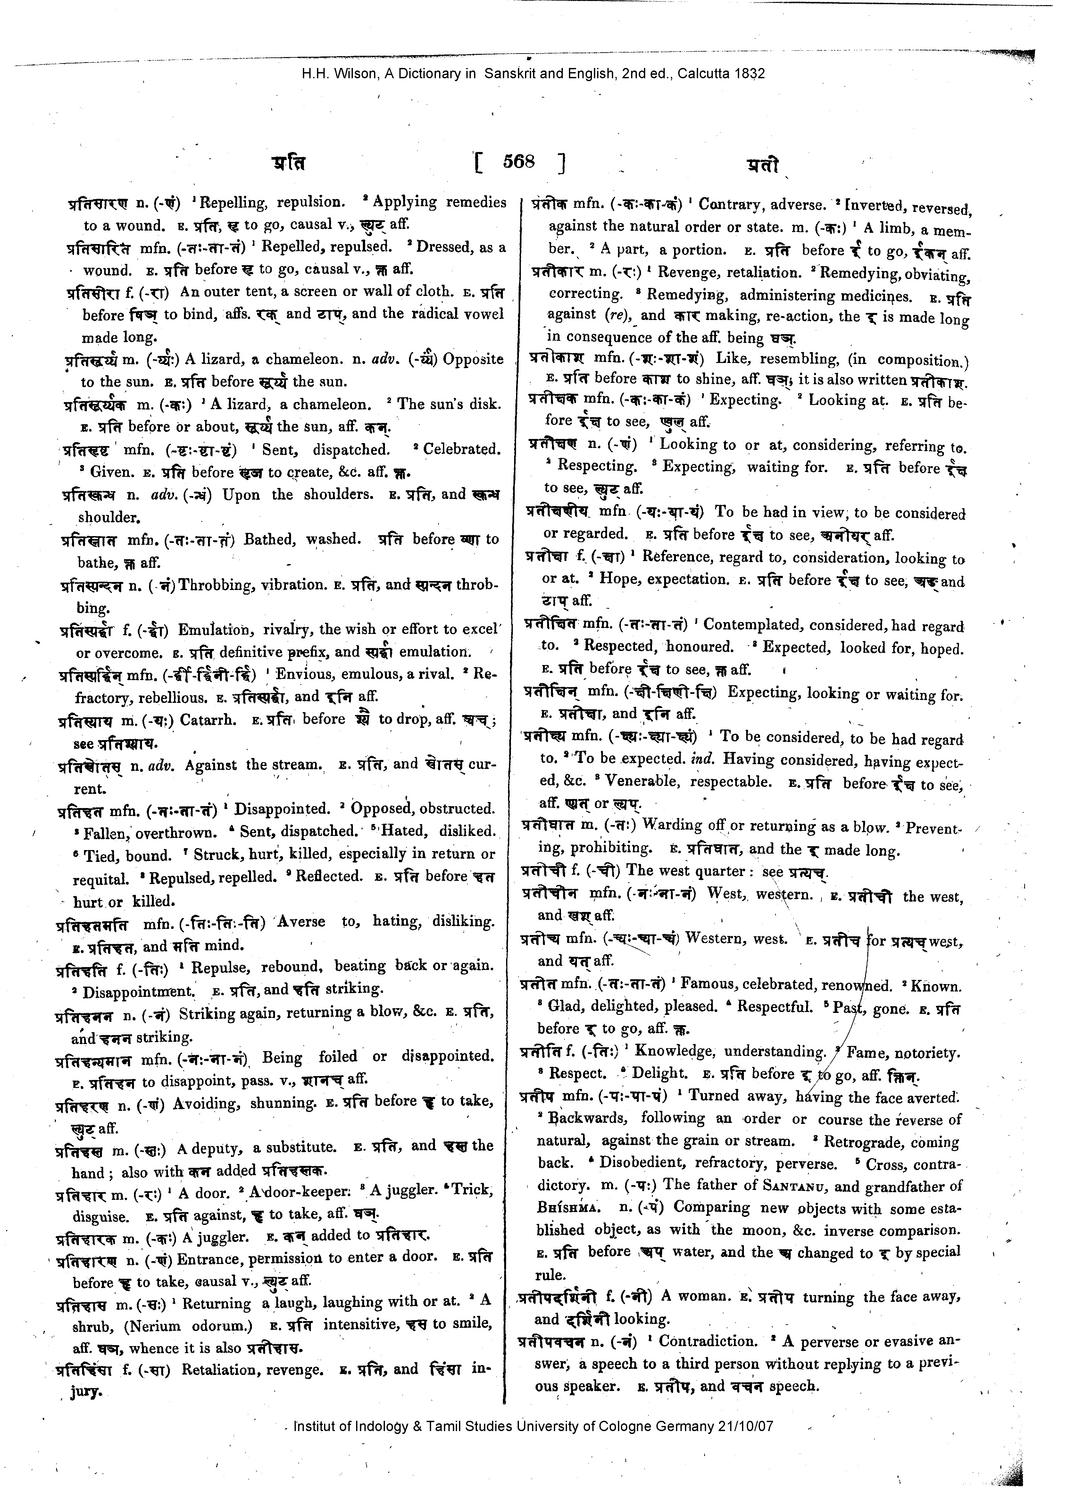 H.H. Wilson, A Dictionary in Sanskrit and English, 2nd ed., Calcutta 1832
प्रति [ 568 ] प्रती
प्रतिसारण n. (-णं) ¹ Repelling, repulsion. ² Applying remedies
to a wound. E. प्रति, सृ to go, causal v., ल्युट् aff.
प्रतिसारित mfn. (-तः-ता-तं) ¹ Repelled, repulsed. ² Dressed, as a
wound. E. प्रति before सृ to go, causal v., क्त aff.
प्रतिसीरा f. (-रा) An outer tent, a screen or wall of cloth. E. प्रति
before षिञ् to bind, affs. रक् and टाप्, and the radical vowel
made long.
प्रतिसूर्य्य m. (-र्य्यः) A lizard, a chameleon. n. adv. (-र्य्यं) Opposite
to the sun. E. प्रति before सूर्य्य the sun.
प्रतिसूर्य्यक m. (-कः) ¹ A lizard, a chameleon. ² The sun's disk.
E. प्रति before or about, सूर्य्य the sun, aff. कन्.
प्रतिसृष्ट mfn. (-ष्टः-ष्टा-ष्टं) ¹ Sent, dispatched. ² Celebrated.
³ Given. E. प्रति before सृज to create, &c. aff. क्त.
प्रतिस्कन्ध n. adv. (-न्धं) Upon the shoulders. E. प्रति, and स्कन्ध
shoulder.
प्रतिस्नात mfn. (-तः-ता-तं) Bathed, washed. प्रति before ष्णा to
bathe, क्त aff.
प्रतिस्पन्दन n. (-नं) Throbbing, vibration. E. प्रति, and स्पन्दन throb-
bing.
प्रतिस्पर्द्धा f. (-र्द्धा) Emulation, rivalry, the wish or effort to excel
or overcome. E. प्रति definitive prefix, and स्पर्द्धा emulation.
प्रतिस्पर्द्धिन् mfn. (-र्द्धी-र्द्धिनी-र्द्धि) ¹ Envious, emulous, a rival. ² Re-
fractory, rebellious. E. प्रतिस्पर्द्धा, and इनि aff.
प्रतिस्याय m. (-यः) Catarrh. E. प्रति before to drop, aff. अच्;
see प्रतिश्याय.
प्रतिस्रोतस् n. adv. Against the stream. E. प्रति, and स्रोतस् cur-
rent.
प्रतिहत mfn. (-तः-ता-तं) ¹ Disappointed. ² Opposed, obstructed.
³ Fallen, overthrown. ⁴ Sent, dispatched. ⁵ Hated, disliked.
⁶ Tied, bound. ⁷ Struck, hurt, killed, especially in return or
requital. ⁸ Repulsed, repelled. ⁹ Reflected. E. प्रति before हत
hurt or killed.
प्रतिहतमति mfn. (-तिः-तिः-ति) Averse to, hating, disliking.
E. प्रतिहत, and मति mind.
प्रतिहति f. (-तिः) ¹ Repulse, rebound, beating back or again.
² Disappointment. E. प्रति, and हति striking.
प्रतिहनन n. (-नं) Striking again, returning a blow, &c. E. प्रति,
and हनन striking.
प्रतिहन्यमान mfn. (-नः-ना-नं) Being foiled or disappointed.
E. प्रतिहन to disappoint, pass. v., शानच् aff.
प्रतिहरण n. (-णं) Avoiding, shunning. E. प्रति before हृ to take,
ल्युट् aff.
प्रतिहस्त m. (-स्तः) A deputy, a substitute. E. प्रति, and हस्त the
hand; also with कन् added प्रतिहस्तक.
प्रतिहार m. (-रः) ¹ A door. ² A door-keeper. ³ A juggler. ⁴ Trick,
disguise. E. प्रति against, हृ to take, aff. घञ्.
प्रतिहारक m. (-कः) A juggler. E. कन् added to प्रतिहार.
प्रतिहारण n. (-णं) Entrance, permission to enter a door. E. प्रति
before हृ to take, causal v., ल्युट् aff.
प्रतिहास m. (-सः) ¹ Returning a laugh, laughing with or at. ² A
shrub, (Nerium odorum.) E. प्रति intensitive, हस to smile,
aff. घञ्, whence it is also प्रतीहास.
प्रतिहिंसा f. (-सा) Retaliation, revenge. E. प्रति, and हिंसा in-
jury.
प्रतीक mfn. (-कः-का-कं) ¹ Contrary, adverse. ² Inverted, reversed,
against the natural order or state. m. (-कः) ¹ A limb, a mem-
ber. ² A part, a portion. E. प्रति before ई to go, ईकन् aff.
प्रतीकार m. (-रः) ¹ Revenge, retaliation. ² Remedying, obviating,
correcting. ³ Remedying, administering medicines. E. प्रति
against (re), and कार making, re-action, the इ is made long
in consequence of the aff. being घञ्.
प्रतीकाश mfn. (-शः-शा-शं) Like, resembling, (in composition.)
E. प्रति before काश to shine, aff. घञ्; it is also written प्रतिकाश.
प्रतीक्षक mfn. (-कः-का-कं) ¹ Expecting. ² Looking at. E. प्रति be-
fore ईक्ष to see, ण्वुल् aff.
प्रतीक्षण n. (-णं) ¹ Looking to or at, considering, referring to.
² Respecting. ³ Expecting, waiting for. E. प्रति before ईक्ष
to see, ल्युट् aff.
प्रतीक्षणीय mfn. (-यः-या-यं) To be had in view, to be considered
or regarded. E. प्रति before ईक्ष to see, अनीयर् aff.
प्रतीक्षा f. (-क्षा) ¹ Reference, regard to, consideration, looking to
or at. ² Hope, expectation. E. प्रति before ईक्ष to see, अङ् and
टाप् aff.
प्रतीक्षित mfn. (-तः-ता-तं) ¹ Contemplated, considered, had regard
to. ² Respected, honoured. ³ Expected, looked for, hoped.
E. प्रति before ईक्ष to see, क्त aff.
प्रतीक्षिन् mfn. (-क्षी-क्षिणी-क्षि) Expecting, looking or waiting for.
E. प्रतीक्षा, and इनि aff.
प्रतीक्ष्य mfn. (-क्ष्यः-क्ष्या-क्ष्यं) ¹ To be considered, to be had regard
to. ² To be expected. ind. Having considered, having expect-
ed, &c. ³ Venerable, respectable. E. प्रति before ईक्ष to see,
aff. ण्यत् or ल्यप्.
प्रतीघात m. (-तः) Warding off or returning as a blow. ² Prevent-
ing, prohibiting. E. प्रतिघात, and the इ made long.
प्रतीची f. (-ची) The west quarter: see प्रत्यच्.
प्रतीचीन mfn. (-नः-ना-नं) West, western. E. प्रतीची the west,
and खञ् aff.
प्रतीच्य mfn. (-च्यः-च्या-च्यं) Western, west. E. प्रतीच for प्रत्यच् west,
and यत् aff.
प्रतीत mfn. (-तः-ता-तं) ¹ Famous, celebrated, renowned. ² Known.
³ Glad, delighted, pleased. ⁴ Respectful. ⁵ Past, gone. E. प्रति
before इ to go, aff. क्त.
प्रतीति f. (-तिः) ¹ Knowledge, understanding. ² Fame, notoriety.
³ Respect. ⁴ Delight. E. प्रति before इ to go, aff. क्तिन्.
प्रतीप mfn. (-पः-पा-पं) ¹ Turned away, having the face averted.
² Backwards, following an order or course the reverse of
natural, against the grain or stream. ³ Retrograde, coming
back. ⁴ Disobedient, refractory, perverse. ⁵ Cross, contra-
dictory. m. (-पः) The father of SANTANU, and grandfather of
BHÍSHMA. n. (-पं) Comparing new objects with some esta-
blished object, as with the moon, &c. inverse comparison.
E. प्रति before अप् water, and the अ changed to ई by special
rule.
प्रतीपदर्शिनी f. (-नी) A woman. E. प्रतीप turning the face away,
and दर्शिनी looking.
प्रतीपवचन n. (-नं) ¹ Contradiction. ² A perverse or evasive an-
swer, a speech to a third person without replying to a previ-
ous speaker. E. प्रतीप, and वचन speech.
Institut of Indology & Tamil Studies University of Cologne Germany 21/10/07